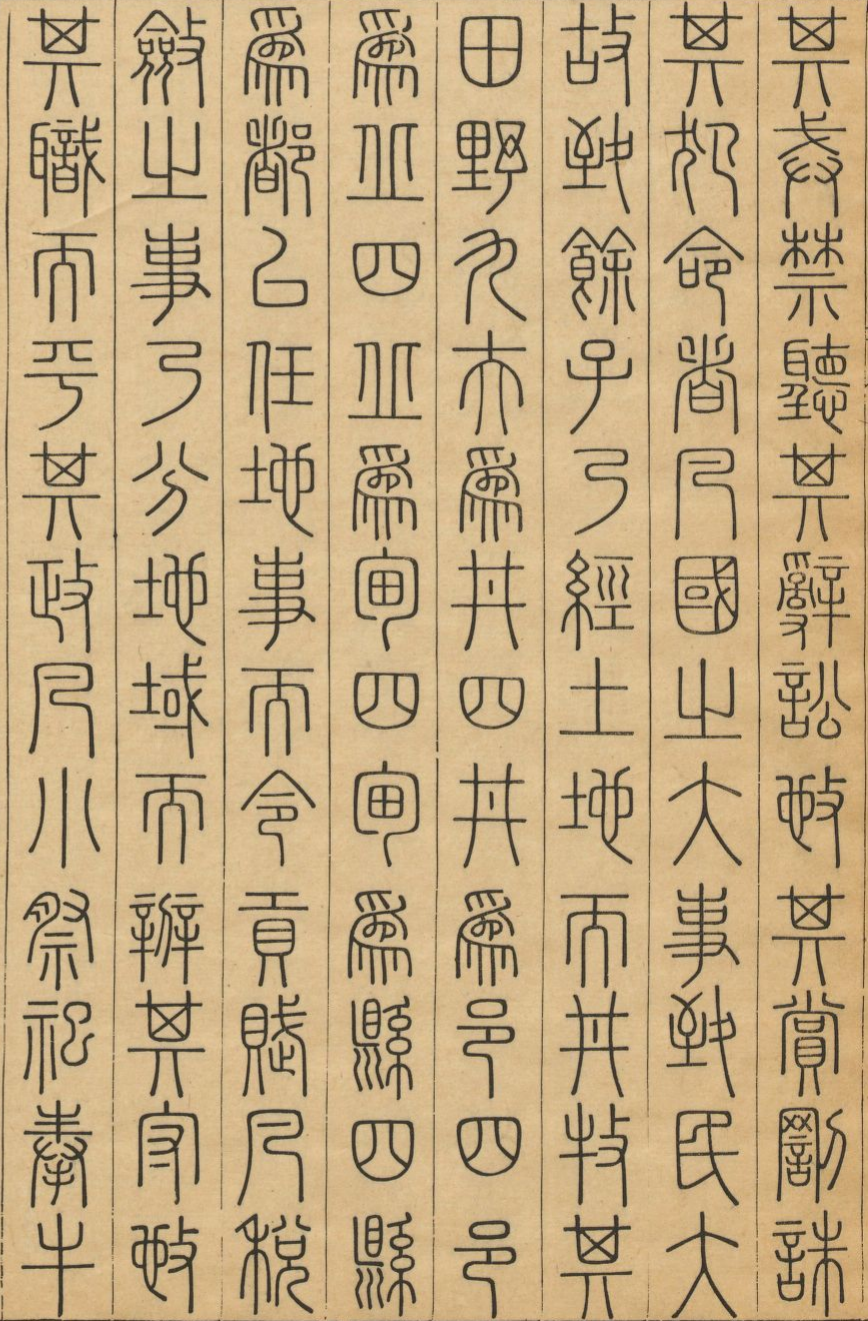 其戒禁聽其辭訟施其賞罰誅
其犯命者凡國之大事致民大
故致餘子乃經土地而井牧其
田野九夫爲井四井爲邑四邑
爲丘四丘爲甸四甸爲縣四縣
爲都以任地事而令貢賦凡稅
斂之事乃分地域而辨其守施
其職而平其政凡小祭祀奉牛